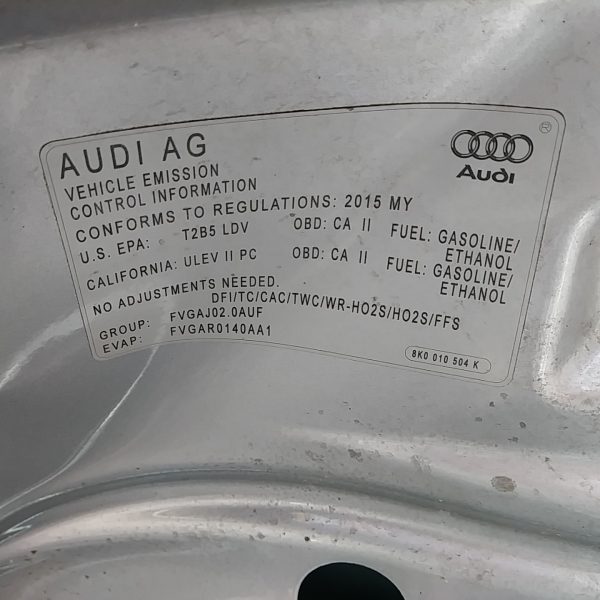 AUDI AG
VEHICLE EMISSION
CONTROL INFORMATION
CONFORMS TO REGULATIONS: 2015 MY
U.S. EPA: T2B5 LDV OBD: CA II FUEL: GASOLINE/
ETHANOL
CALIFORNIA: ULEV II PC OBD: CA II FUEL: GASOLINE/
ETHANOL
NO ADJUSTMENTS NEEDED.
DFI/TC/CAC/TWC/WR-HO2S/HO2S/FFS
GROUP: FVGAJ02.0AUF
EVAP: FVGAR0140AA1
®
Audi
8K0 010 504 K